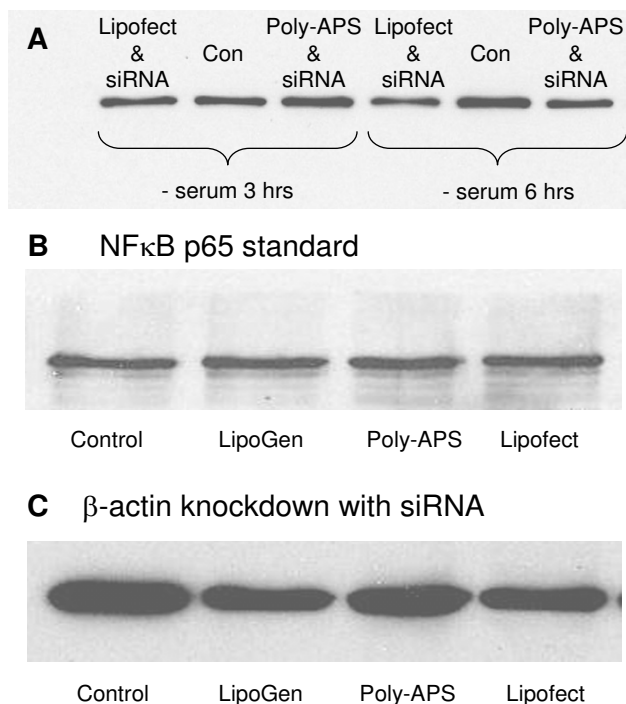 A
Lipofect & siRNA
Con
Poly-APS & siRNA
Lipofect & siRNA
Con
Poly-APS & siRNA
- serum 3 hrs
- serum 6 hrs
B NFκB p65 standard
Control LipoGen Poly-APS Lipofect
C β-actin knockdown with siRNA
Control LipoGen Poly-APS Lipofect